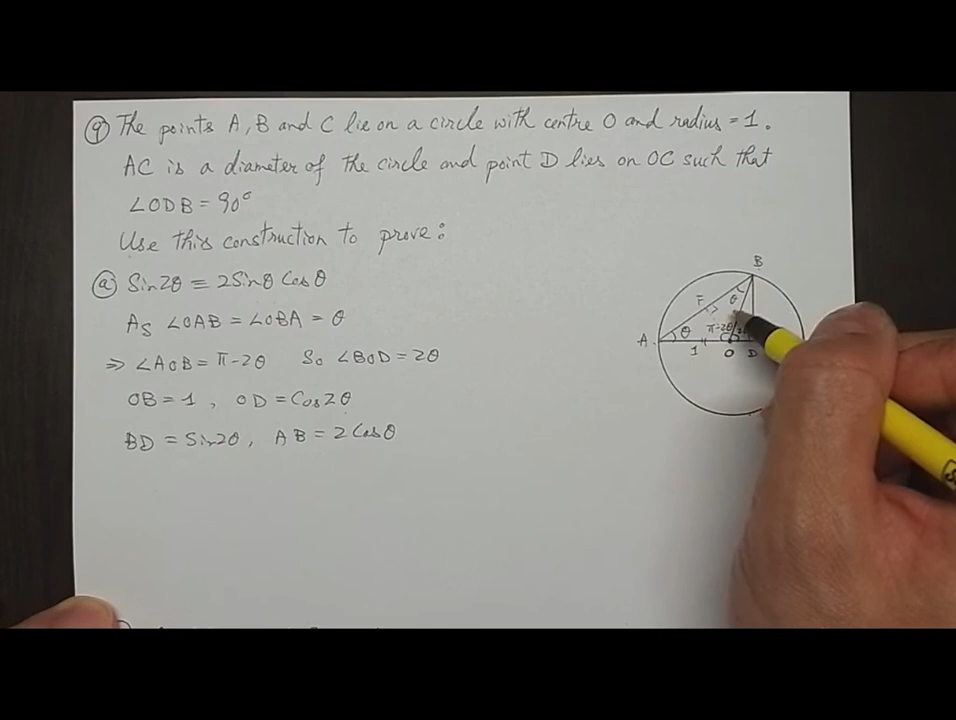 Q The points A, B and C lie on a circle with centre O and radius = 1.
AC is a diameter of the circle and point D lies on OC such that
∠ODB = 90°
Use this construction to prove:
(a) Sin2θ ≡ 2Sinθ Cosθ
As ∠OAB = ∠OBA = θ
⇒ ∠AOB = π-2θ So ∠BOD = 2θ
OB = 1, OD = Cos2θ
BD = Sin2θ, AB = 2Cosθ
B
F θ
A θ π-2θ
1 O D